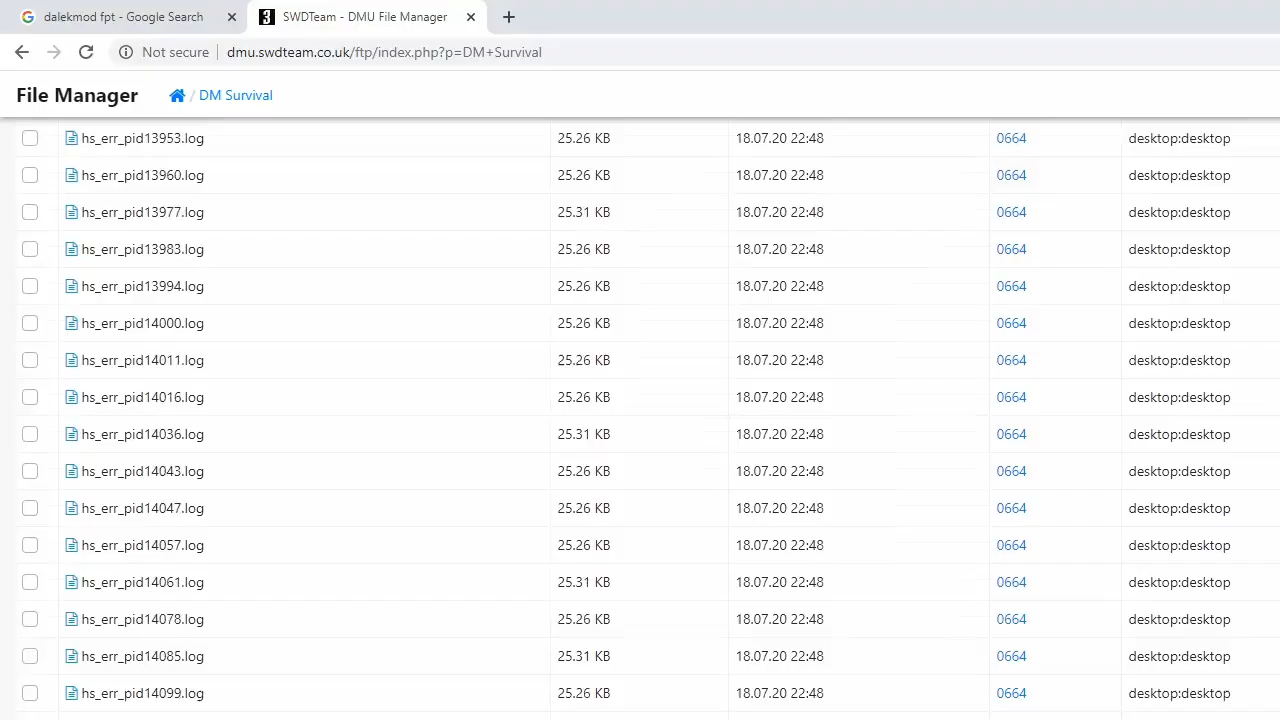 dalekmod fpt - Google Search
SWDTeam - DMU File Manager
Not secure dmu.swdteam.co.uk/ftp/index.php?p=DM+Survival
File Manager / DM Survival
hs_err_pid13953.log 25.26 KB 18.07.20 22:48 0664 desktop:desktop
hs_err_pid13960.log 25.26 KB 18.07.20 22:48 0664 desktop:desktop
hs_err_pid13977.log 25.31 KB 18.07.20 22:48 0664 desktop:desktop
hs_err_pid13983.log 25.26 KB 18.07.20 22:48 0664 desktop:desktop
hs_err_pid13994.log 25.26 KB 18.07.20 22:48 0664 desktop:desktop
hs_err_pid14000.log 25.26 KB 18.07.20 22:48 0664 desktop:desktop
hs_err_pid14011.log 25.26 KB 18.07.20 22:48 0664 desktop:desktop
hs_err_pid14016.log 25.26 KB 18.07.20 22:48 0664 desktop:desktop
hs_err_pid14036.log 25.31 KB 18.07.20 22:48 0664 desktop:desktop
hs_err_pid14043.log 25.26 KB 18.07.20 22:48 0664 desktop:desktop
hs_err_pid14047.log 25.26 KB 18.07.20 22:48 0664 desktop:desktop
hs_err_pid14057.log 25.26 KB 18.07.20 22:48 0664 desktop:desktop
hs_err_pid14061.log 25.31 KB 18.07.20 22:48 0664 desktop:desktop
hs_err_pid14078.log 25.26 KB 18.07.20 22:48 0664 desktop:desktop
hs_err_pid14085.log 25.31 KB 18.07.20 22:48 0664 desktop:desktop
hs_err_pid14099.log 25.26 KB 18.07.20 22:48 0664 desktop:desktop